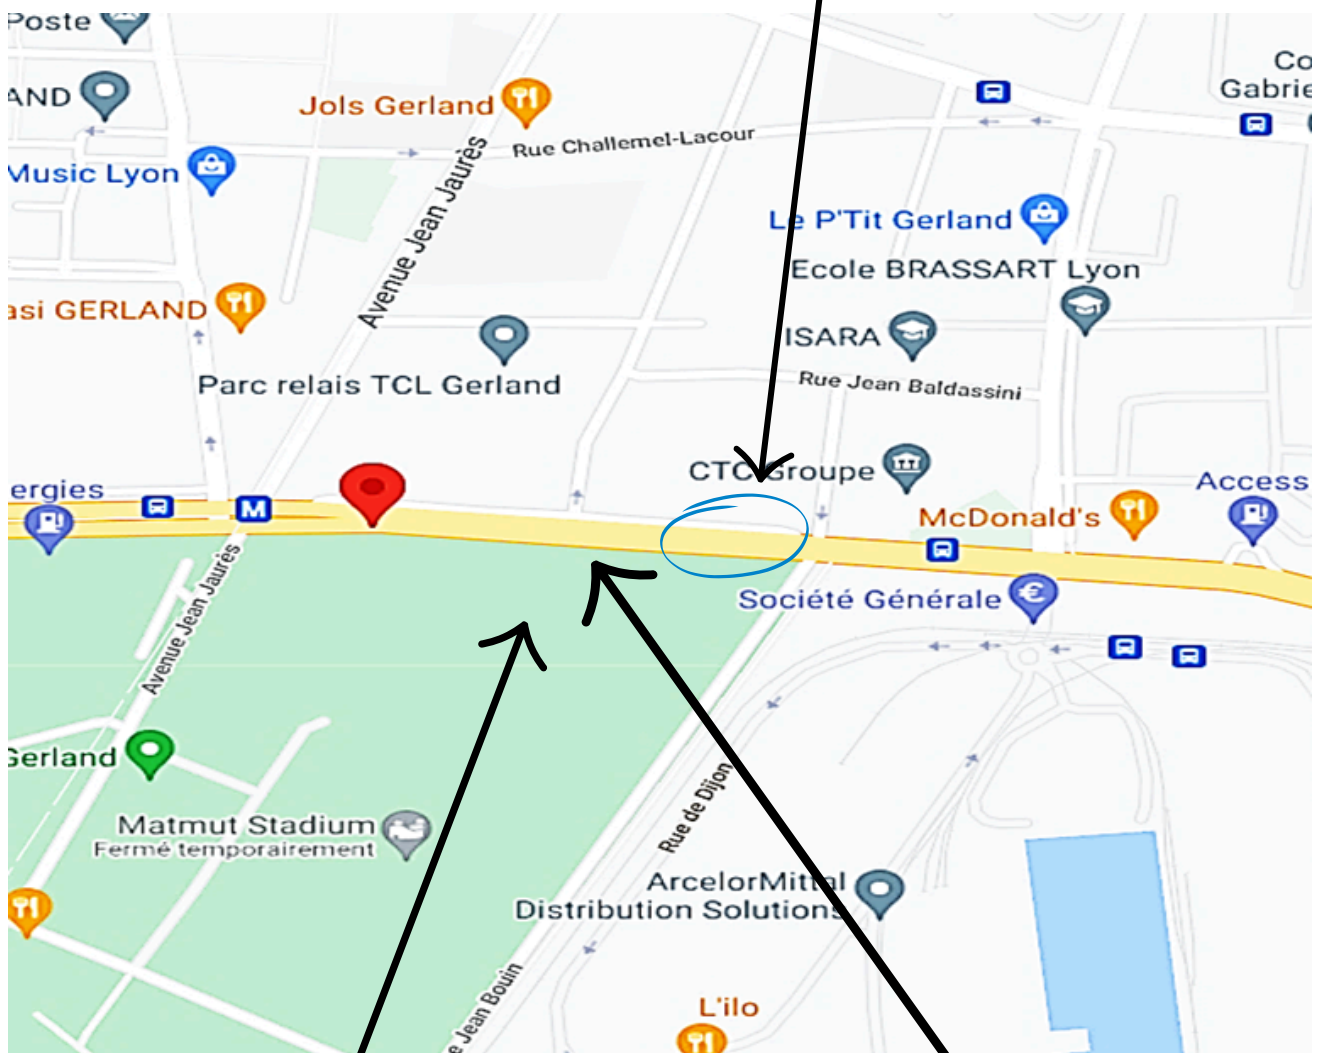 Poste
AND
Jols Gerland
Co
Gabrie
Rue Challemel-Lacour
Music Lyon
Avenue Jean Jaurès
Le P'Tit Gerland
Ecole BRASSART Lyon
asi GERLAND
ISARA
Parc relais TCL Gerland
Rue Jean Baldassini
CTC Groupe
ergies
M
Access
McDonald's
Société Générale
€
Avenue Jean Jaurès
Gerland
Matmut Stadium
Fermé temporairement
Rue de Dijon
ArcelorMittal
Distribution Solutions
e Jean Bouin
L'ilo